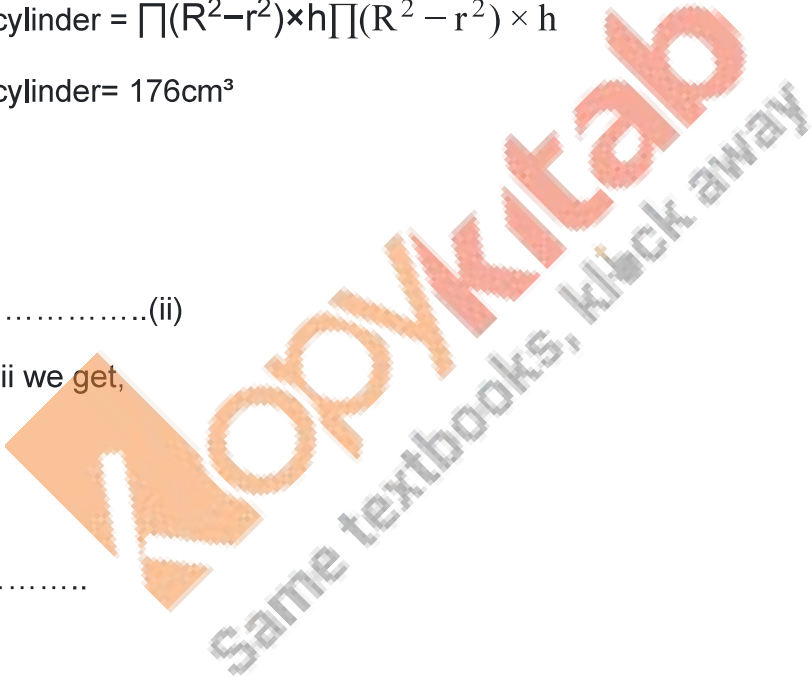 cylinder = ∏(R²−r²)×h∏(R² − r²) × h
cylinder= 176cm³
…………..(ii)
ii we get,
……..
kopykitab
Same textbooks, klick away